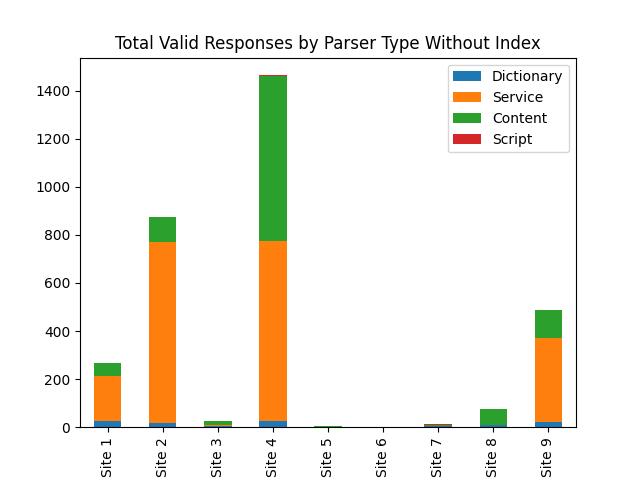 Total Valid Responses by Parser Type Without Index
Dictionary
Service
Content
Script
1400
1200
1000
800
600
400
200
0
Site 1
Site 2
Site 3
Site 4
Site 5
Site 6
Site 7
Site 8
Site 9